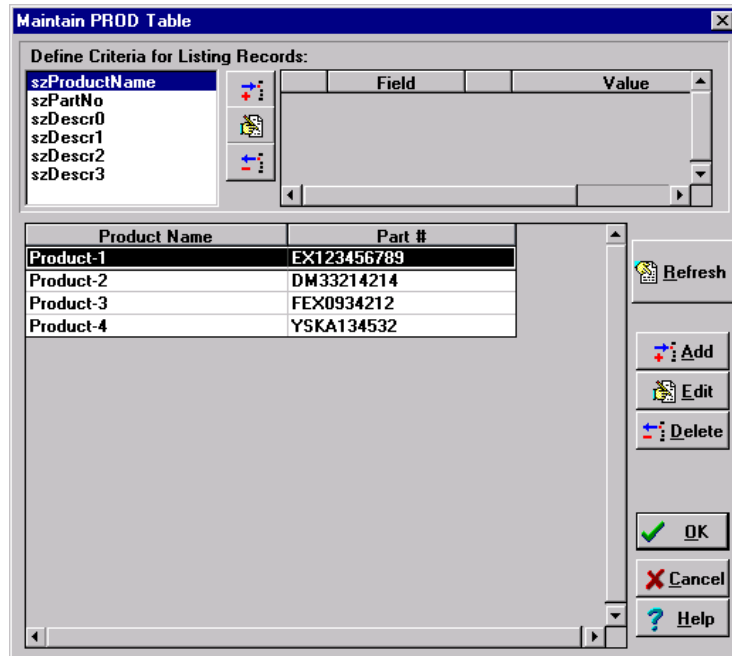 Maintain PROD Table
Define Criteria for Listing Records:
szProductName
szPartNo
szDescr0
szDescr1
szDescr2
szDescr3
Field Value
Product Name Part #
Product-1 EX123456789
Product-2 DM33214214
Product-3 FEX0934212
Product-4 YSKA134532
Refresh
Add
Edit
Delete
OK
Cancel
Help